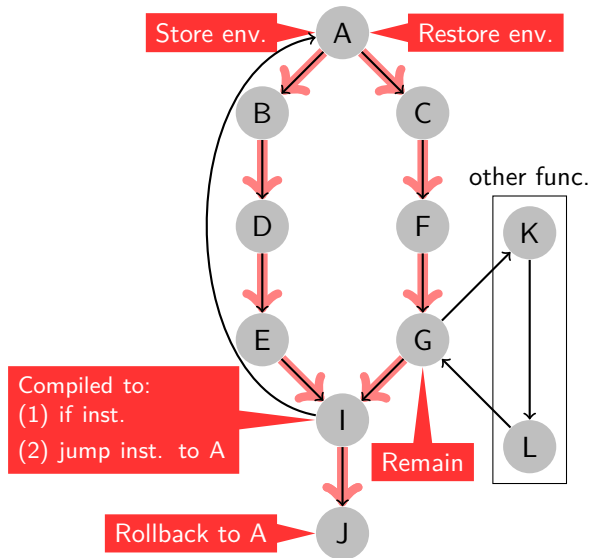 Store env.
A
Restore env.
B
C
other func.
D
F
K
E
G
Compiled to:
(1) if inst.
(2) jump inst. to A
I
L
Remain
Rollback to A
J